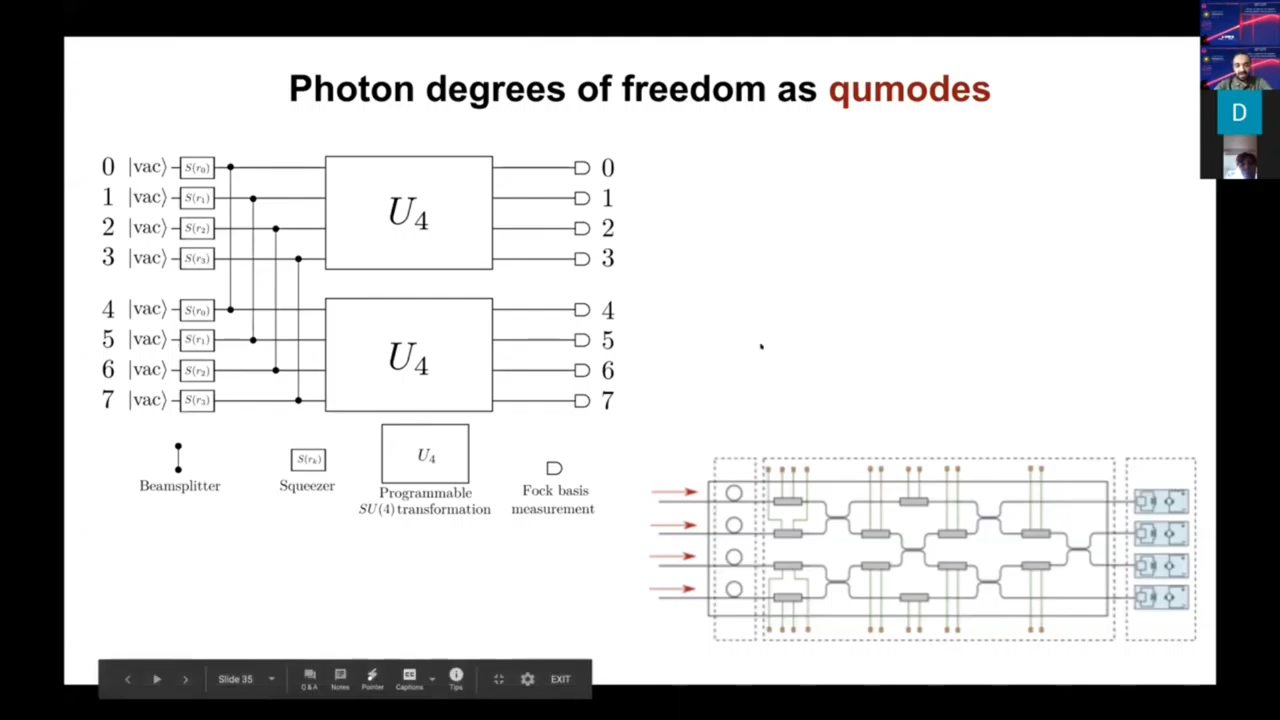 Photon degrees of freedom as qumodes
0 |vac⟩ S(r₀) 0
1 |vac⟩ S(r₁) 1
2 |vac⟩ S(r₂) 2
3 |vac⟩ S(r₃) 3
U₄
4 |vac⟩ S(r₀) 4
5 |vac⟩ S(r₁) 5
6 |vac⟩ S(r₂) 6
7 |vac⟩ S(r₃) 7
U₄
S(rₖ)
U₄
Beamsplitter
Squeezer
Programmable
SU(4) transformation
Fock basis
measurement
D
Slide 35
Q & A
Notes
Pointer
Captions
Tips
EXIT